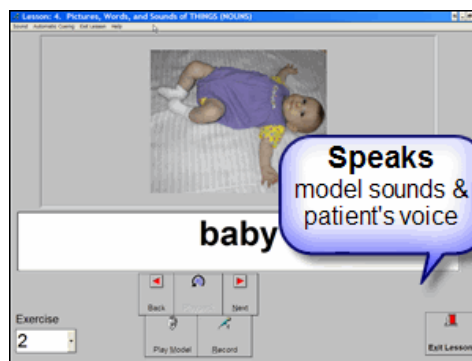 Lesson: 4. Pictures, Words, and Sounds of THINGS (NOUNS)
Sound Automatic Cueing Exit Lesson Help
Speaks
model sounds &
patient's voice
baby
Back
Next
Exercise
2
Play Model
Record
Exit Lesson